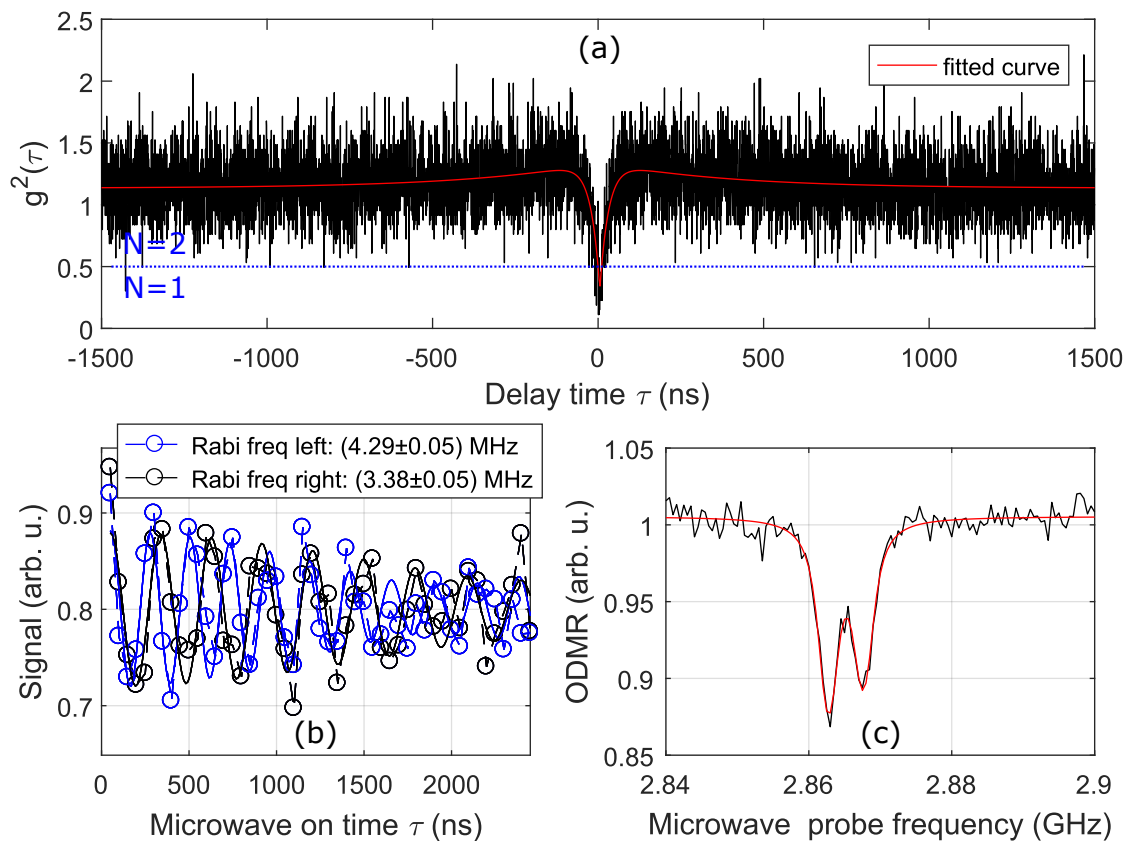 (a)
fitted curve
2.5
2
1.5
1
0.5
0
g²(τ)
N=2
N=1
-1500 -1000 -500 0 500 1000 1500
Delay time τ (ns)
Rabi freq left: (4.29±0.05) MHz
Rabi freq right: (3.38±0.05) MHz
0.9
0.8
0.7
Signal (arb. u.)
(b)
0 500 1000 1500 2000
Microwave on time τ (ns)
1.05
1
0.95
0.9
0.85
ODMR (arb. u.)
(c)
2.84 2.86 2.88 2.9
Microwave probe frequency (GHz)